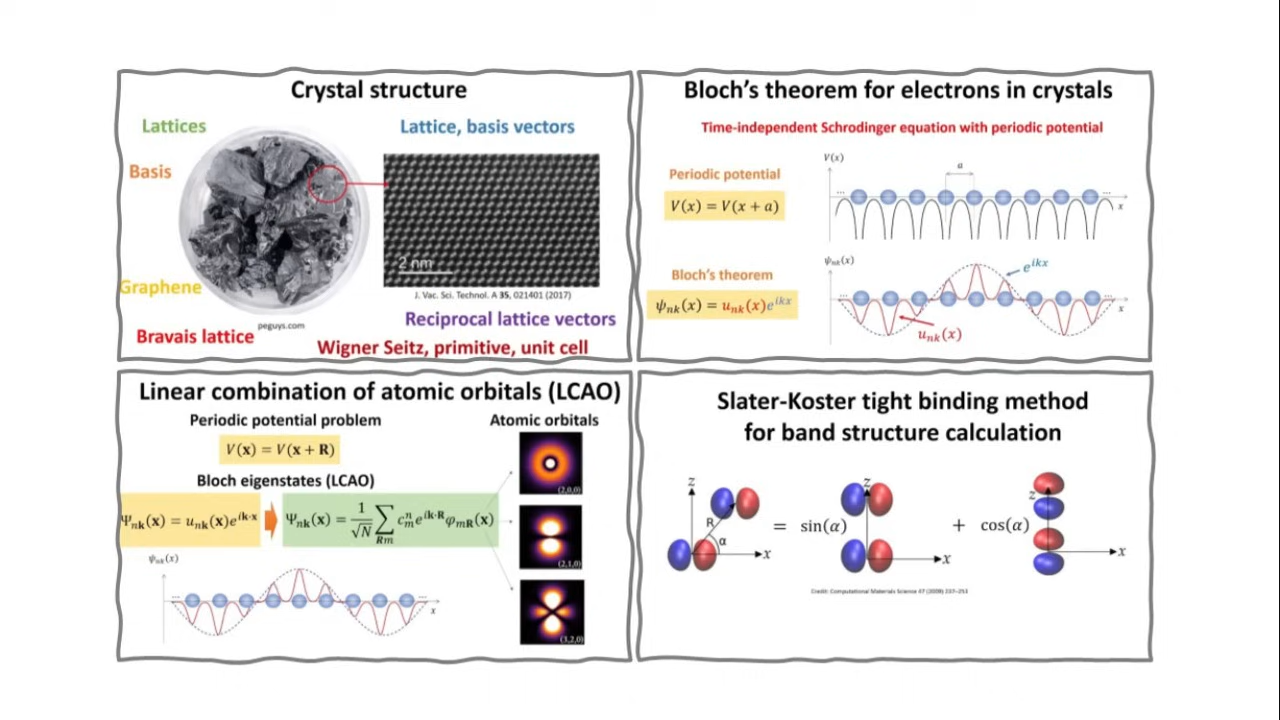 Crystal structure
Lattices
Lattice, basis vectors
Basis
2 nm
Graphene
J. Vac. Sci. Technol. A 35, 021401 (2017)
Reciprocal lattice vectors
peguys.com
Bravais lattice
Wigner Seitz, primitive, unit cell
Bloch's theorem for electrons in crystals
Time-independent Schrodinger equation with periodic potential
V(x)
a
Periodic potential
V(x) = V(x + a)
... ...
x
ψnk(x)
e^{ikx}
Bloch's theorem
ψnk(x) = unk(x)e^{ikx}
... ...
x
unk(x)
Linear combination of atomic orbitals (LCAO)
Periodic potential problem
Atomic orbitals
V(x) = V(x + R)
Bloch eigenstates (LCAO)
(2,0,0)
Ψnk(x) = unk(x)e^{ik·x}
Ψnk(x) = 1/√N ∑Rm c_m^n e^{ik·R} φmR(x)
(2,1,0)
ψnk(x)
... ...
x
(3,2,0)
Slater-Koster tight binding method
for band structure calculation
z
R
α
x
= sin(α)
z
x
+ cos(α)
z
x
Credit: Computational Materials Science 47 (2009) 237–253